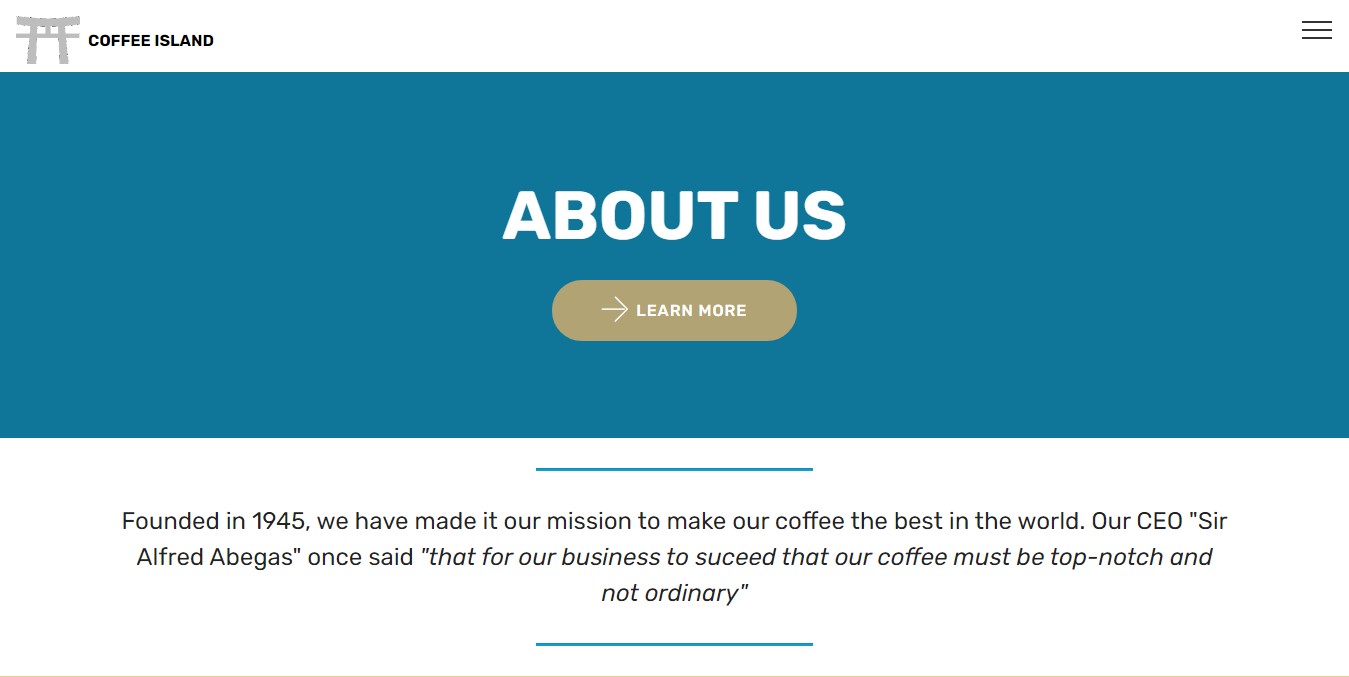 COFFEE ISLAND
ABOUT US
LEARN MORE
Founded in 1945, we have made it our mission to make our coffee the best in the world. Our CEO "Sir
Alfred Abegas" once said "that for our business to suceed that our coffee must be top-notch and
not ordinary"